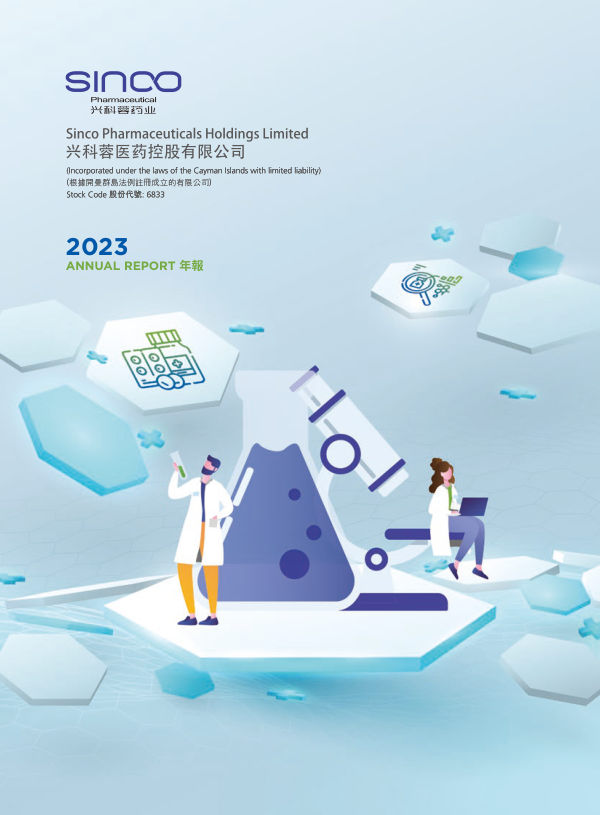 sinco
Pharmaceutical
兴科蓉药业
Sinco Pharmaceuticals Holdings Limited
兴科蓉医药控股有限公司
(Incorporated under the laws of the Cayman Islands with limited liability)
(根據開曼群島法例註冊成立的有限公司)
Stock Code 股份代號: 6833
2023
ANNUAL REPORT 年報